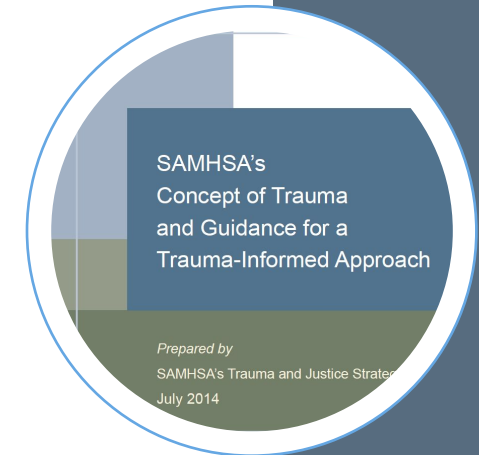 SAMHSA's
Concept of Trauma
and Guidance for a
Trauma-Informed Approach
Prepared by
SAMHSA's Trauma and Justice
July 2014